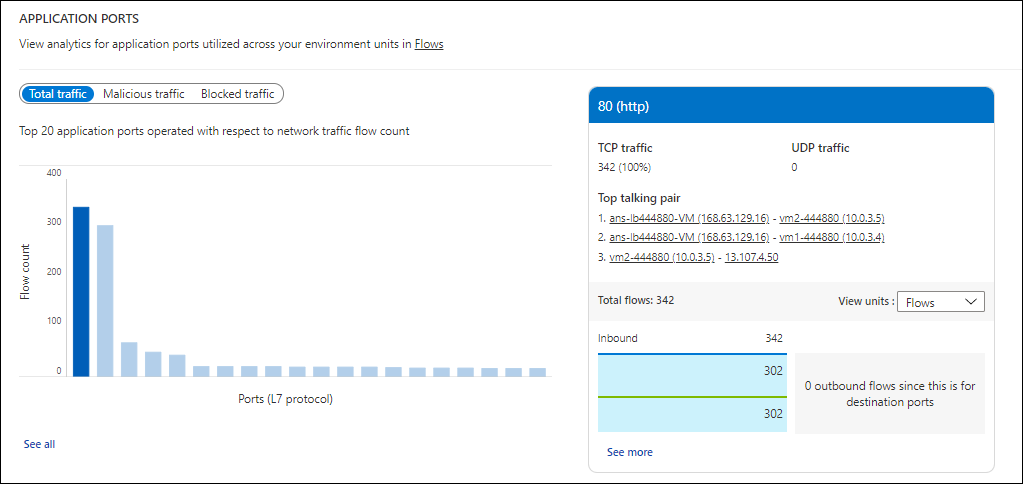 APPLICATION PORTS
View analytics for application ports utilized across your environment units in Flows
Total traffic Malicious traffic Blocked traffic
Top 20 application ports operated with respect to network traffic flow count
400
300
200
100
0
Flow count
Ports (L7 protocol)
See all
80 (http)
TCP traffic UDP traffic
342 (100%) 0
Top talking pair
1. ans-lb444880-VM (168.63.129.16) - vm2-444880 (10.0.3.5)
2. ans-lb444880-VM (168.63.129.16) - vm1-444880 (10.0.3.4)
3. vm2-444880 (10.0.3.5) - 13.107.4.50
Total flows: 342 View units : Flows
Inbound 342
302
302
0 outbound flows since this is for
destination ports
See more